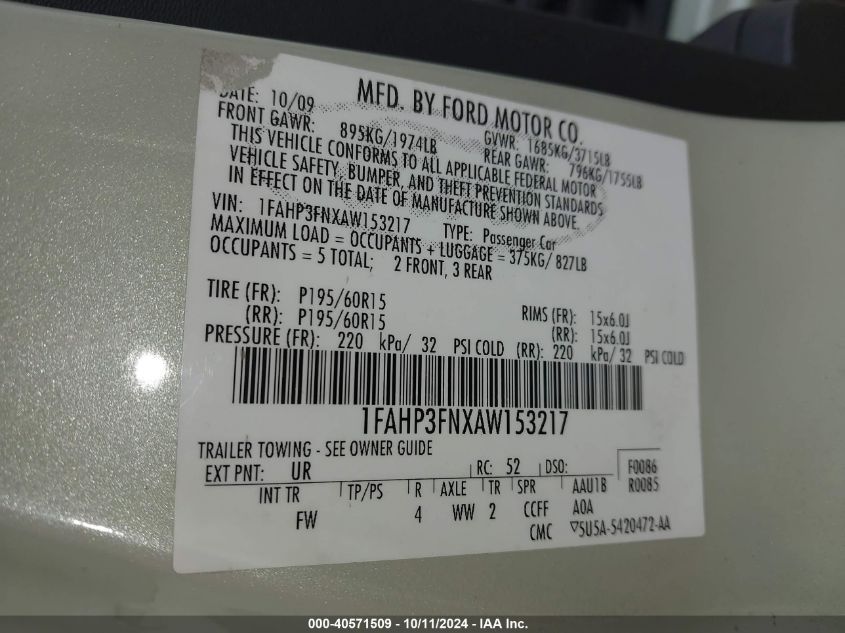 DATE: 10/09 MFD. BY FORD MOTOR CO.
FRONT GAWR: 895KG/1974LB GVWR: 1685KG/3715LB
REAR GAWR: 796KG/1755LB
THIS VEHICLE CONFORMS TO ALL APPLICABLE FEDERAL MOTOR
VEHICLE SAFETY, BUMPER, AND THEFT PREVENTION STANDARDS
IN EFFECT ON THE DATE OF MANUFACTURE SHOWN ABOVE.
VIN: 1FAHP3FNXAW153217 TYPE: Passenger Car
MAXIMUM LOAD = OCCUPANTS + LUGGAGE = 375KG/ 827LB
OCCUPANTS = 5 TOTAL; 2 FRONT, 3 REAR
TIRE (FR): P195/60R15 RIMS (FR): 15x6.0J
(RR): P195/60R15 (RR): 15x6.0J
PRESSURE (FR): 220 kPa/ 32 PSI COLD (RR): 220 kPa/ 32 PSI COLD
1FAHP3FNXAW153217
TRAILER TOWING - SEE OWNER GUIDE
EXT PNT: UR RC: 52 DSO: F0086
INT TR TP/PS R AXLE TR SPR AAU1B R0085
FW 4 WW 2 CCFF A0A
CMC ▽5U5A-5420472-AA
000-40571509 - 10/11/2024 - IAA Inc.